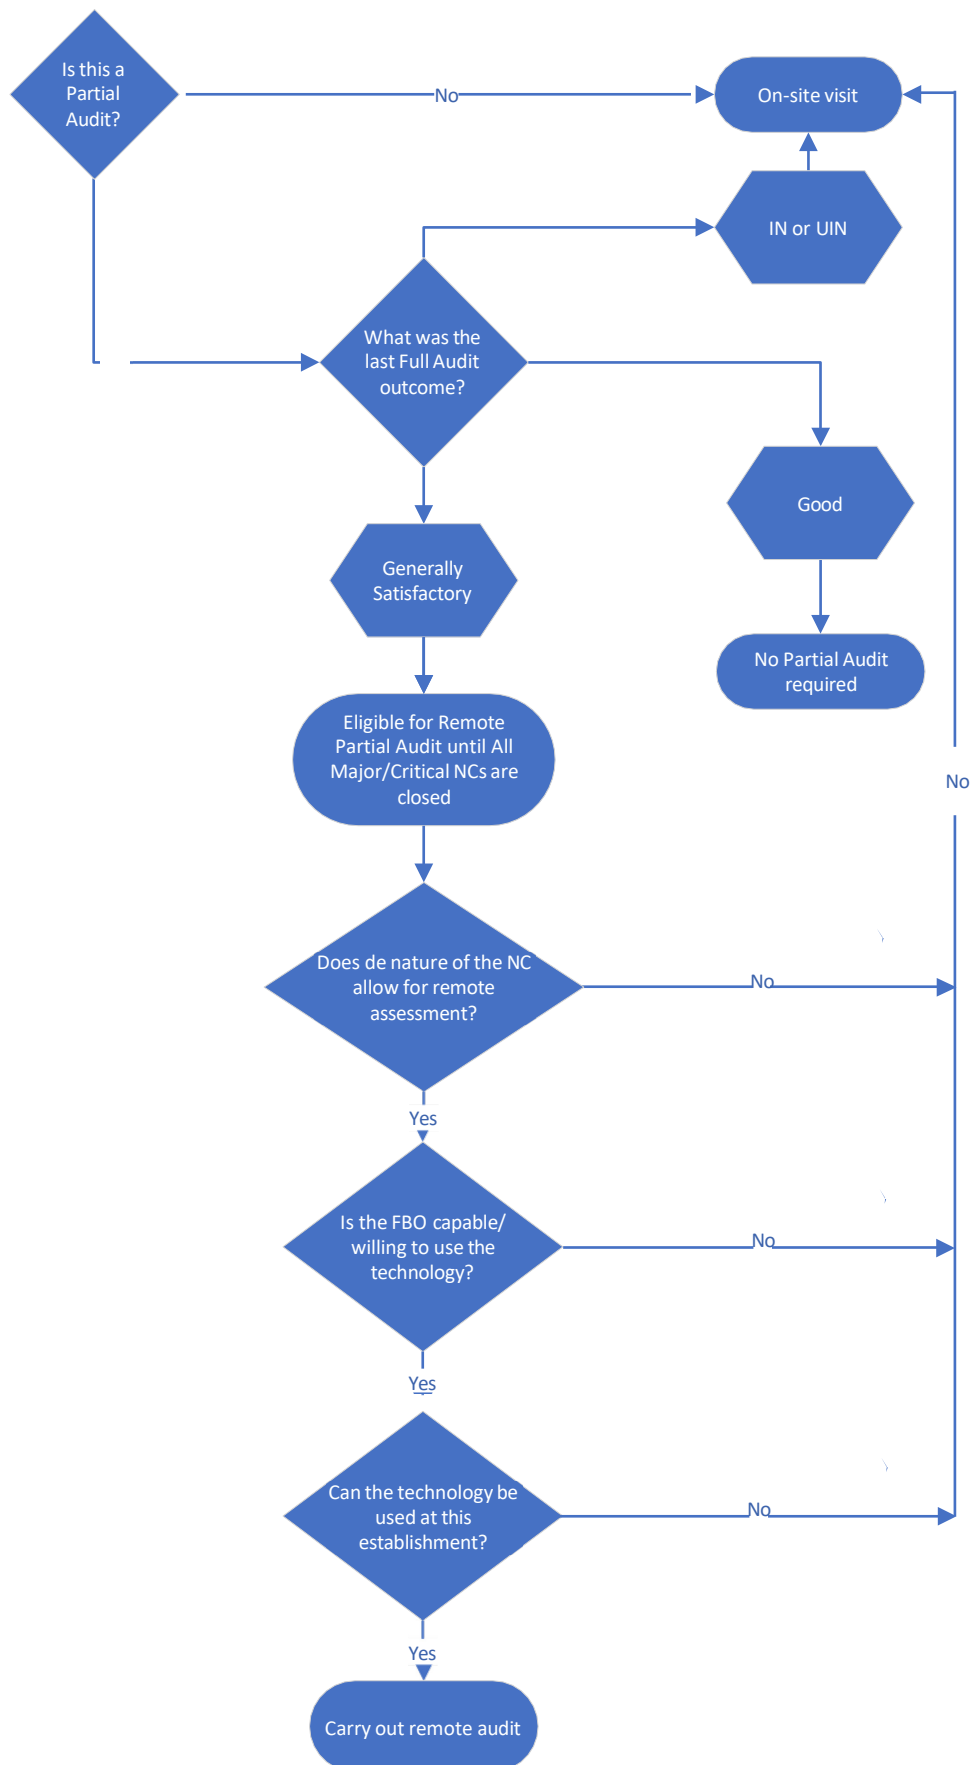 Is this a
Partial
Audit?
No
On-site visit
IN or UIN
What was the
last Full Audit
outcome?
Good
Generally
Satisfactory
No Partial Audit
required
Eligible for Remote
Partial Audit until All
Major/Critical NCs are
closed
No
Does de nature of the NC
allow for remote
assessment?
No
Yes
Is the FBO capable/
willing to use the
technology?
No
Yes
Can the technology be
used at this
establishment?
No
Yes
Carry out remote audit